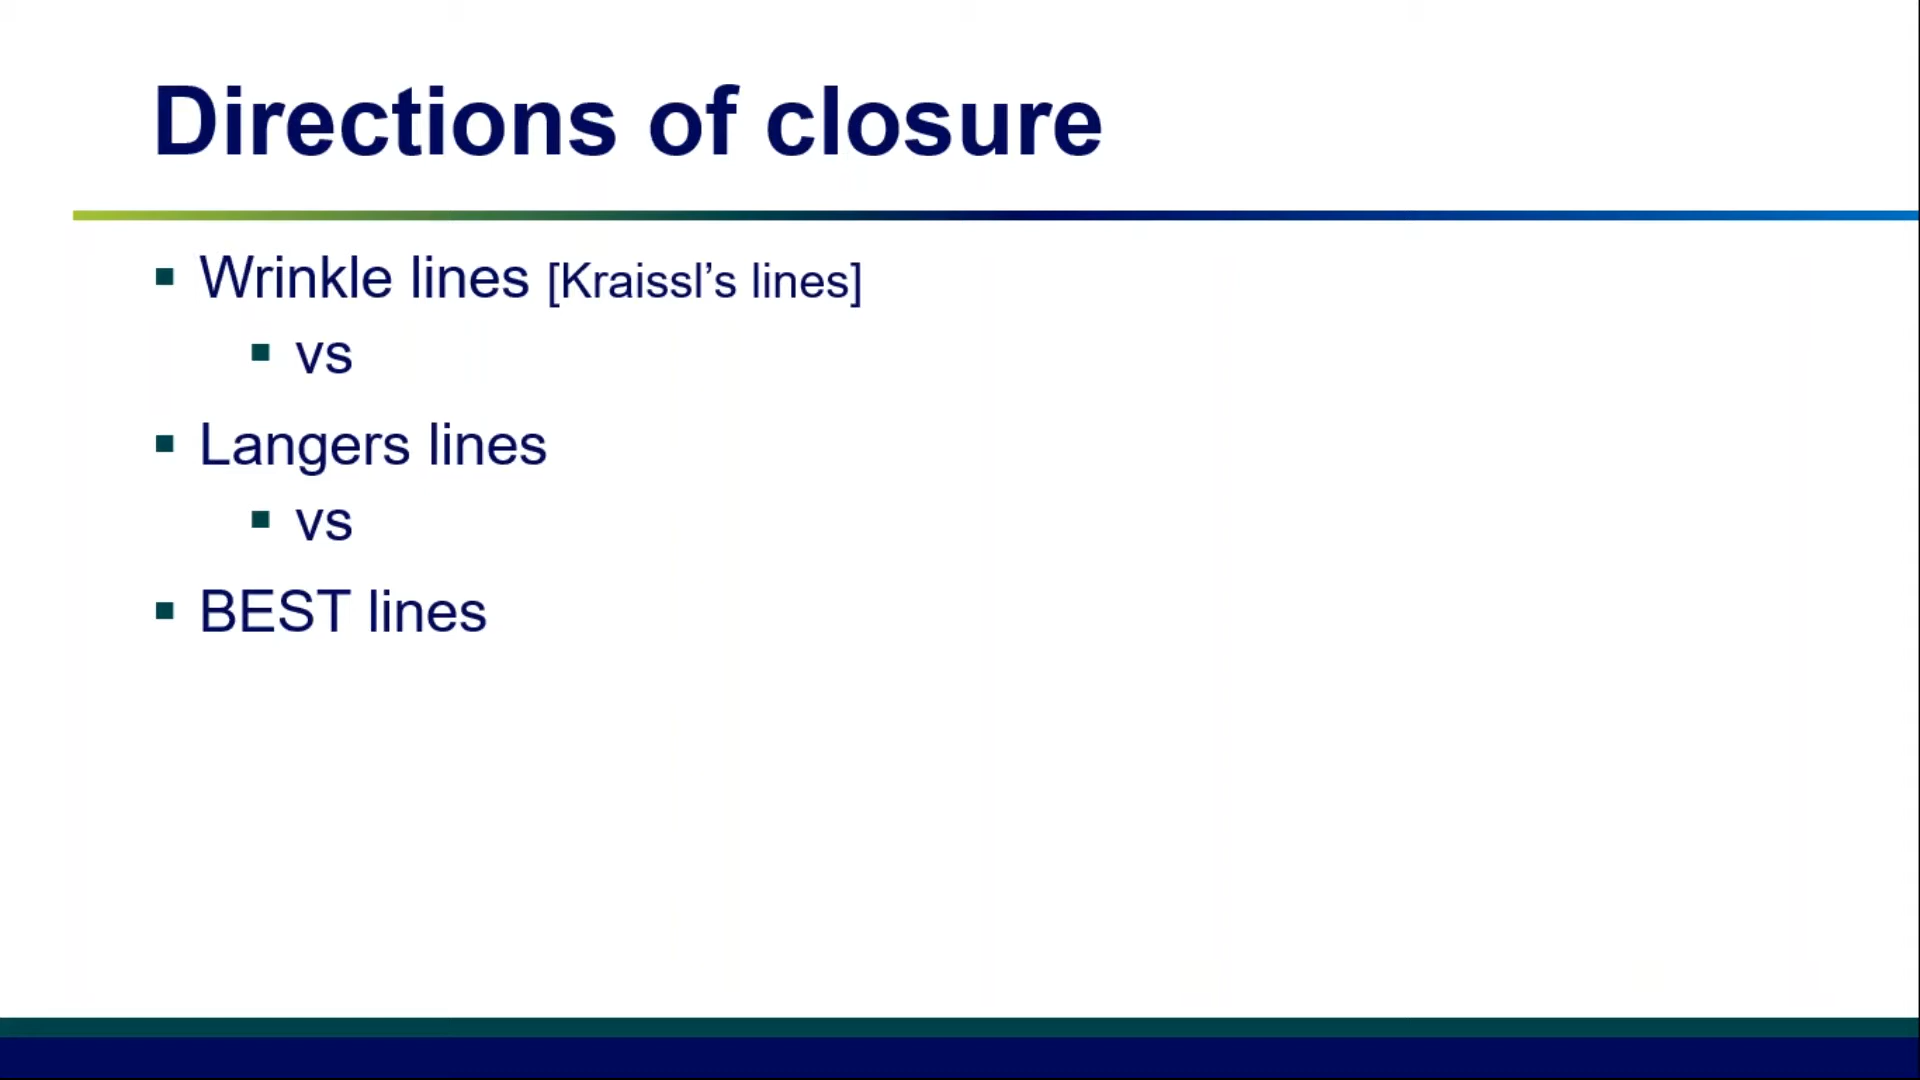 Directions of closure
Wrinkle lines [Kraissl’s lines]
vs
Langers lines
vs
BEST lines